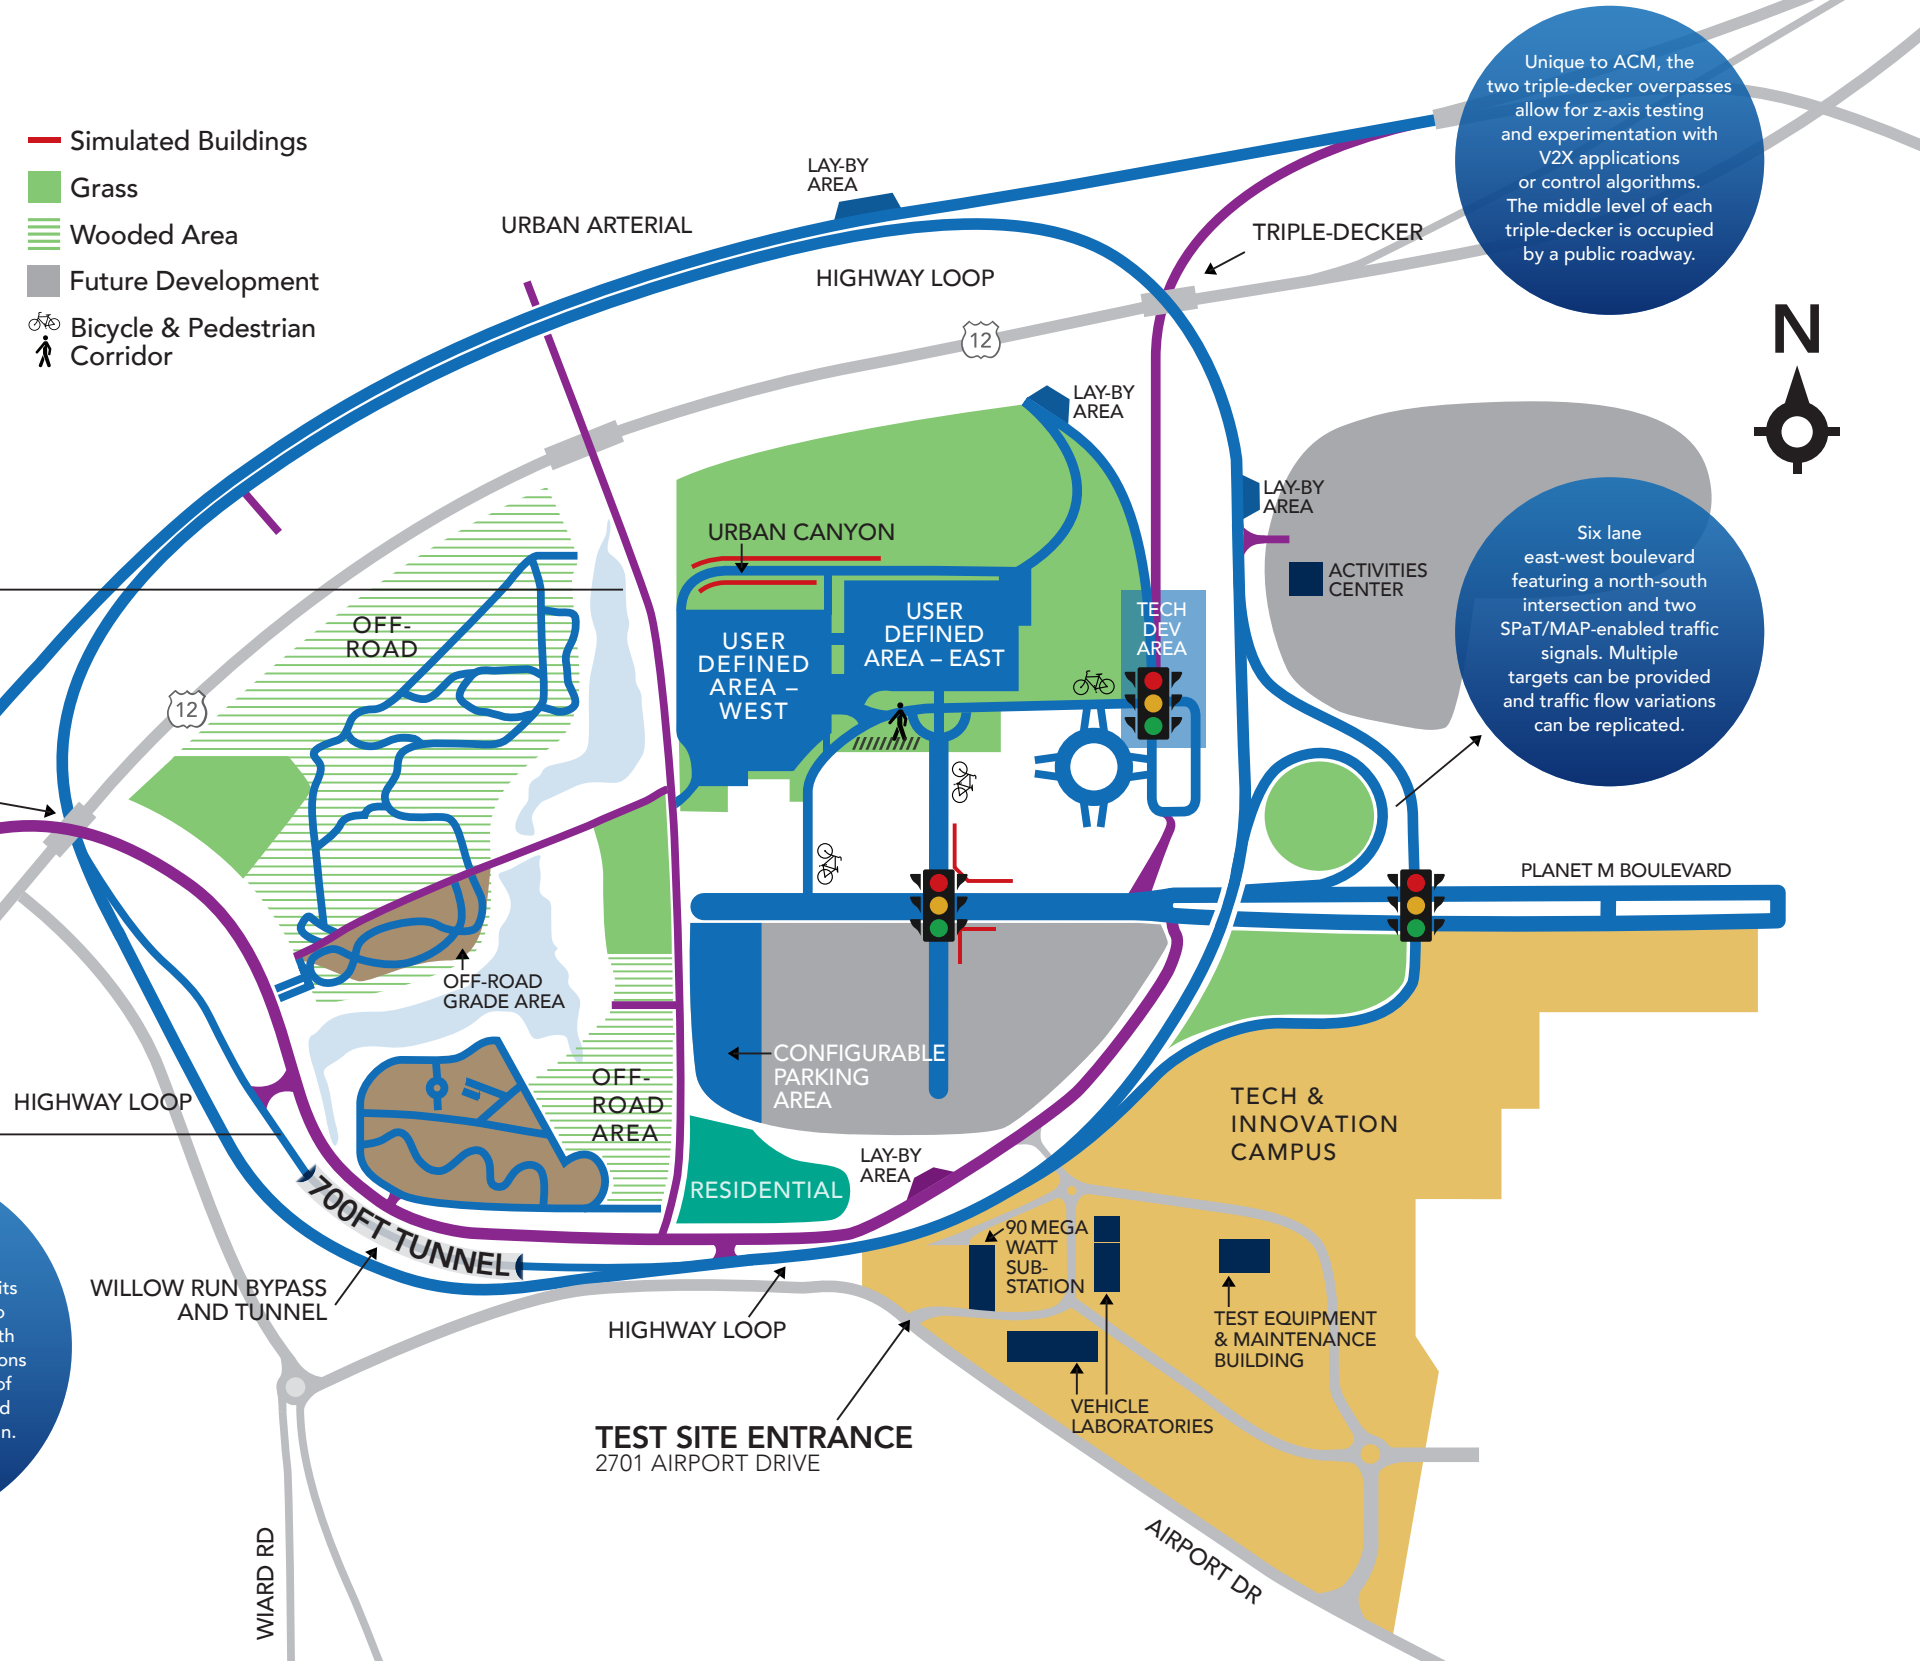 Simulated Buildings
Grass
Wooded Area
Future Development
Bicycle & Pedestrian
Corridor
Unique to ACM, the
two triple-decker overpasses
allow for z-axis testing
and experimentation with
V2X applications
or control algorithms.
The middle level of each
triple-decker is occupied
by a public roadway.
LAY-BY
AREA
URBAN ARTERIAL
TRIPLE-DECKER
HIGHWAY LOOP
12
N
LAY-BY
AREA
LAY-BY
AREA
URBAN CANYON
Six lane
east-west boulevard
featuring a north-south
intersection and two
SPaT/MAP-enabled traffic
signals. Multiple
targets can be provided
and traffic flow variations
can be replicated.
ACTIVITIES
CENTER
OFF-
ROAD
USER
DEFINED
AREA –
WEST
USER
DEFINED
AREA – EAST
TECH
DEV
AREA
12
PLANET M BOULEVARD
OFF-ROAD
GRADE AREA
CONFIGURABLE
PARKING
AREA
OFF-
ROAD
AREA
HIGHWAY LOOP
TECH &
INNOVATION
CAMPUS
LAY-BY
AREA
RESIDENTIAL
700FT TUNNEL
90 MEGA
WATT
SUB-
STATION
WILLOW RUN BYPASS
AND TUNNEL
HIGHWAY LOOP
TEST EQUIPMENT
& MAINTENANCE
BUILDING
VEHICLE
LABORATORIES
TEST SITE ENTRANCE
2701 AIRPORT DRIVE
AIRPORT DR
WIARD RD
its
th
ons
of
d
n.